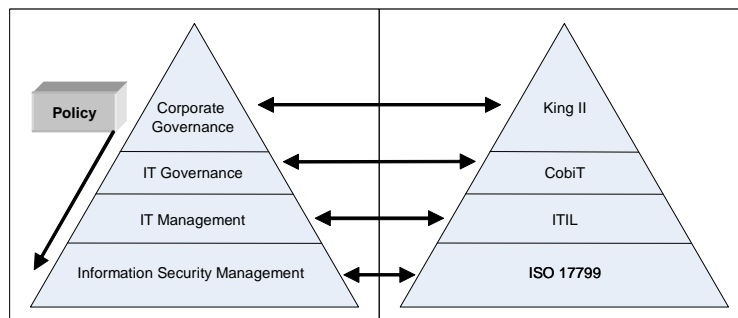 Policy
Corporate
Governance
IT Governance
IT Management
Information Security Management
King II
CobiT
ITIL
ISO 17799